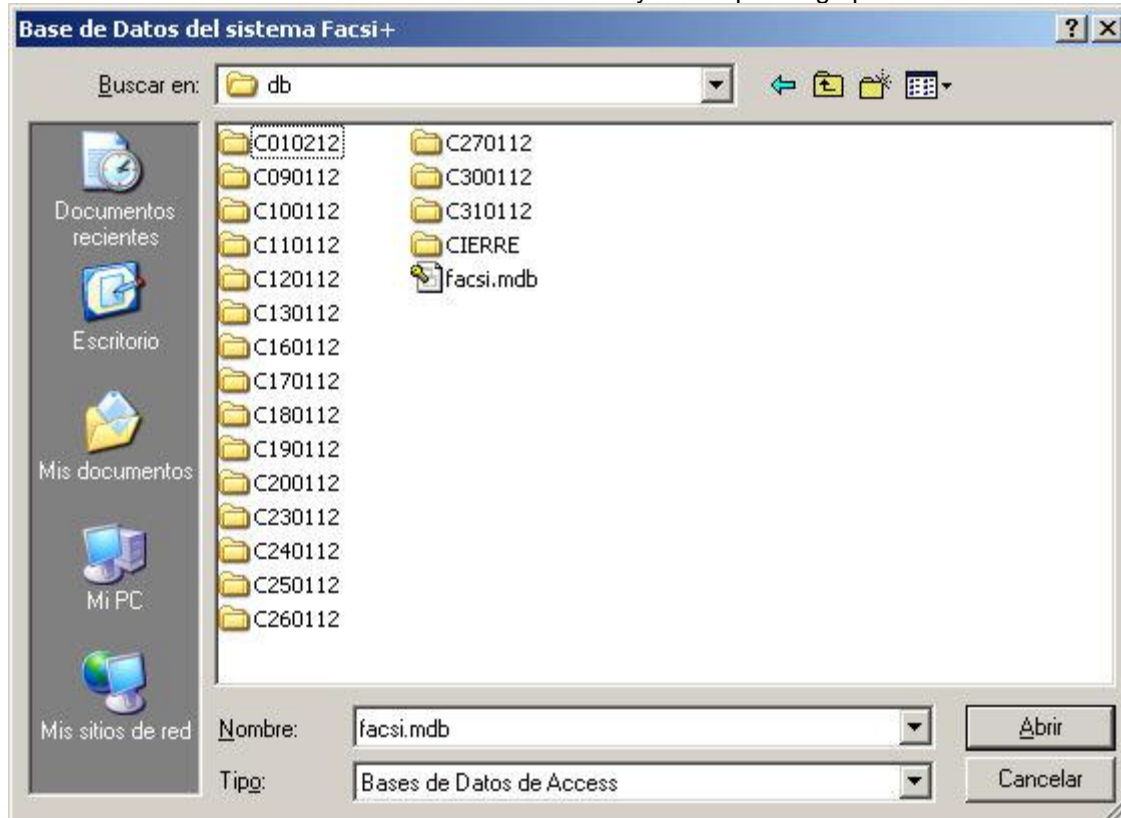 Base de Datos del sistema Facsi+
Buscar en: db
C010212
C090112
C100112
C110112
C120112
C130112
C160112
C170112
C180112
C190112
C200112
C230112
C240112
C250112
C260112
C270112
C300112
C310112
CIERRE
facsi.mdb
Documentos
recientes
Escritorio
Mis documentos
Mi PC
Mis sitios de red
Nombre: facsi.mdb
Abrir
Tipo: Bases de Datos de Access
Cancelar